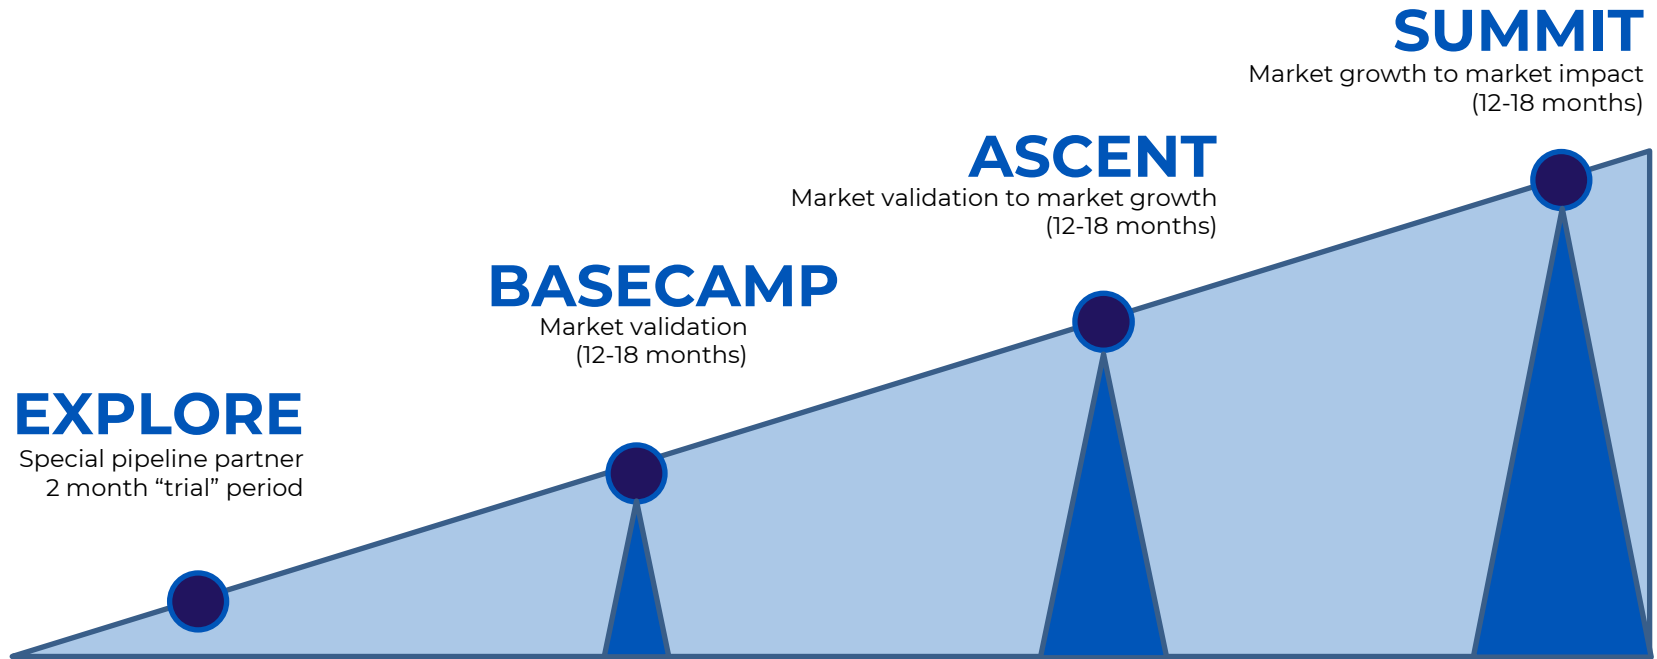 SUMMIT
Market growth to market impact
(12-18 months)
ASCENT
Market validation to market growth
(12-18 months)
BASECAMP
Market validation
(12-18 months)
EXPLORE
Special pipeline partner
2 month “trial” period